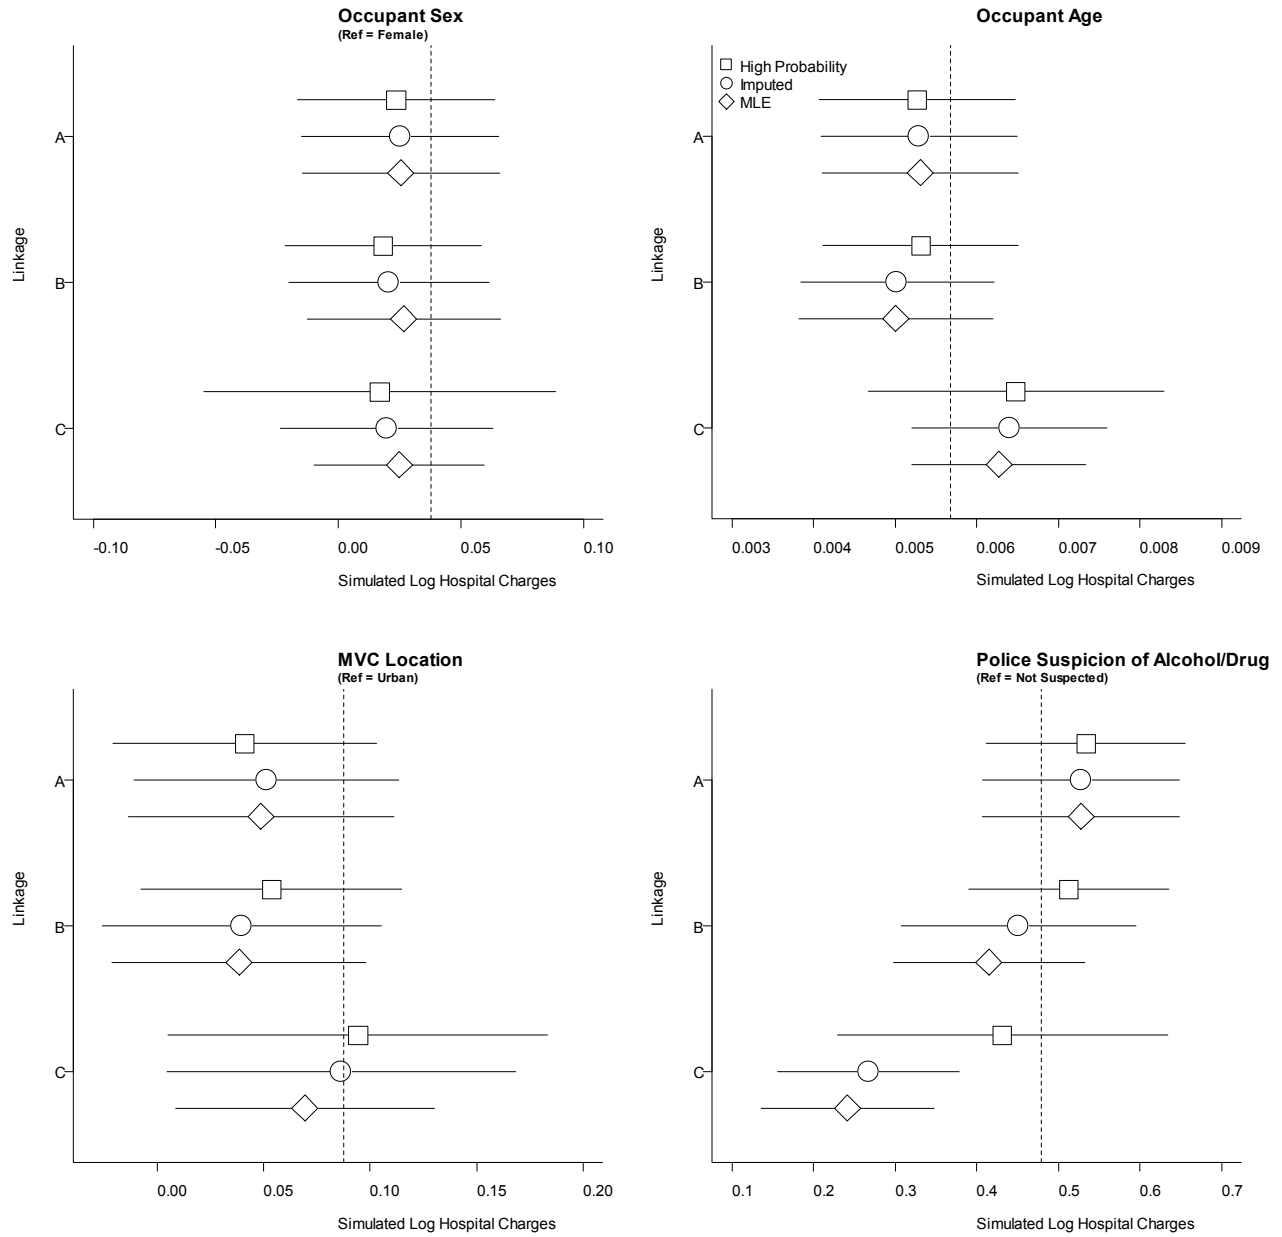 Occupant Sex
(Ref = Female)
A
B
C
Linkage
-0.10 -0.05 0.00 0.05 0.10
Simulated Log Hospital Charges
Occupant Age
High Probability
Imputed
MLE
A
B
C
Linkage
0.003 0.004 0.005 0.006 0.007 0.008 0.009
Simulated Log Hospital Charges
MVC Location
(Ref = Urban)
A
B
C
Linkage
0.00 0.05 0.10 0.15 0.20
Simulated Log Hospital Charges
Police Suspicion of Alcohol/Drug
(Ref = Not Suspected)
A
B
C
Linkage
0.1 0.2 0.3 0.4 0.5 0.6 0.7
Simulated Log Hospital Charges